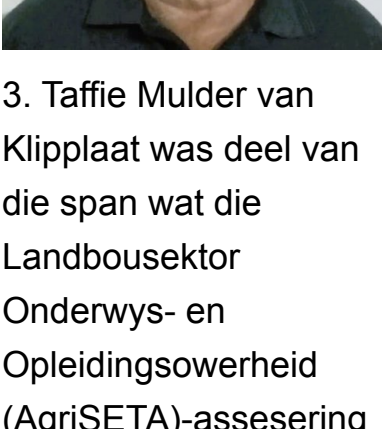 3. Taffie Mulder van
Klipplaat was deel van
die span wat die
Landbousektor
Onderwys- en
Opleidingsowerheid
(AgriSETA)-assesering